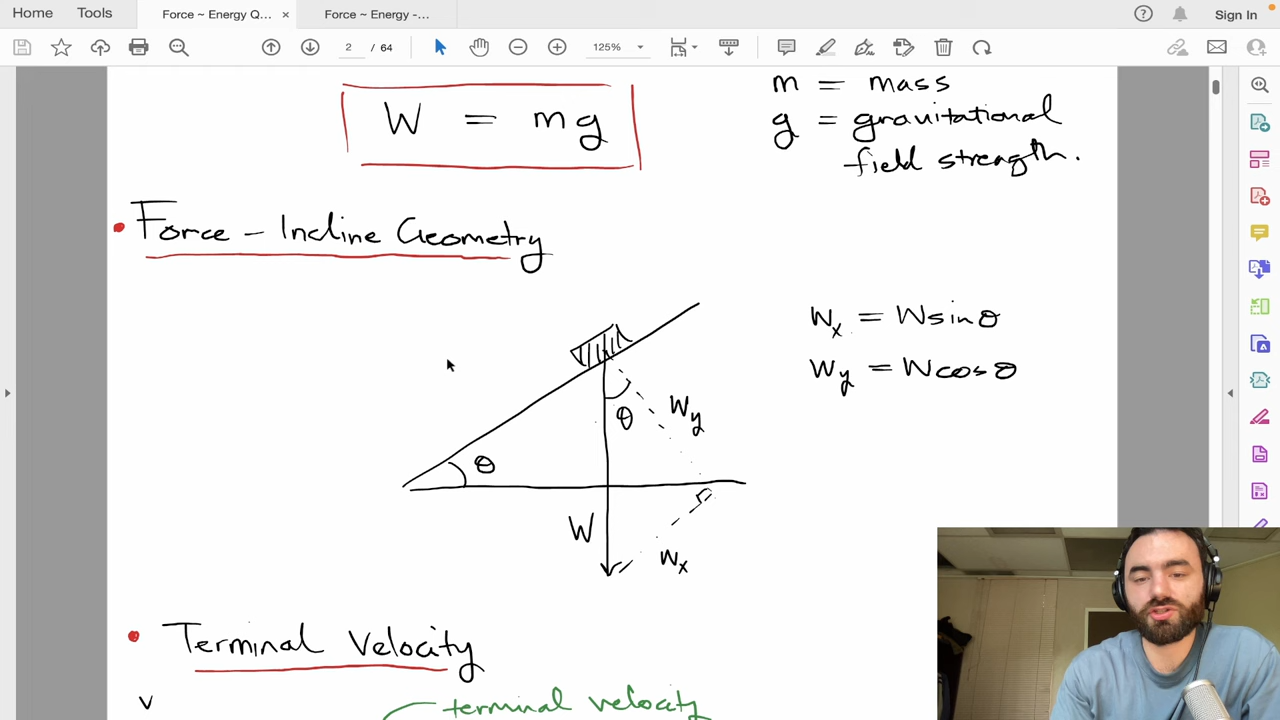 Home Tools Force ~ Energy Q... × Force ~ Energy -... Sign In
2 / 64 125%
m = mass
W = mg
g = gravitational
field strength.
• Force – Incline Geometry
Wx = Wsinθ
Wy = Wcosθ
Wy
θ
θ
W
Wx
• Terminal Velocity
v
terminal velocity